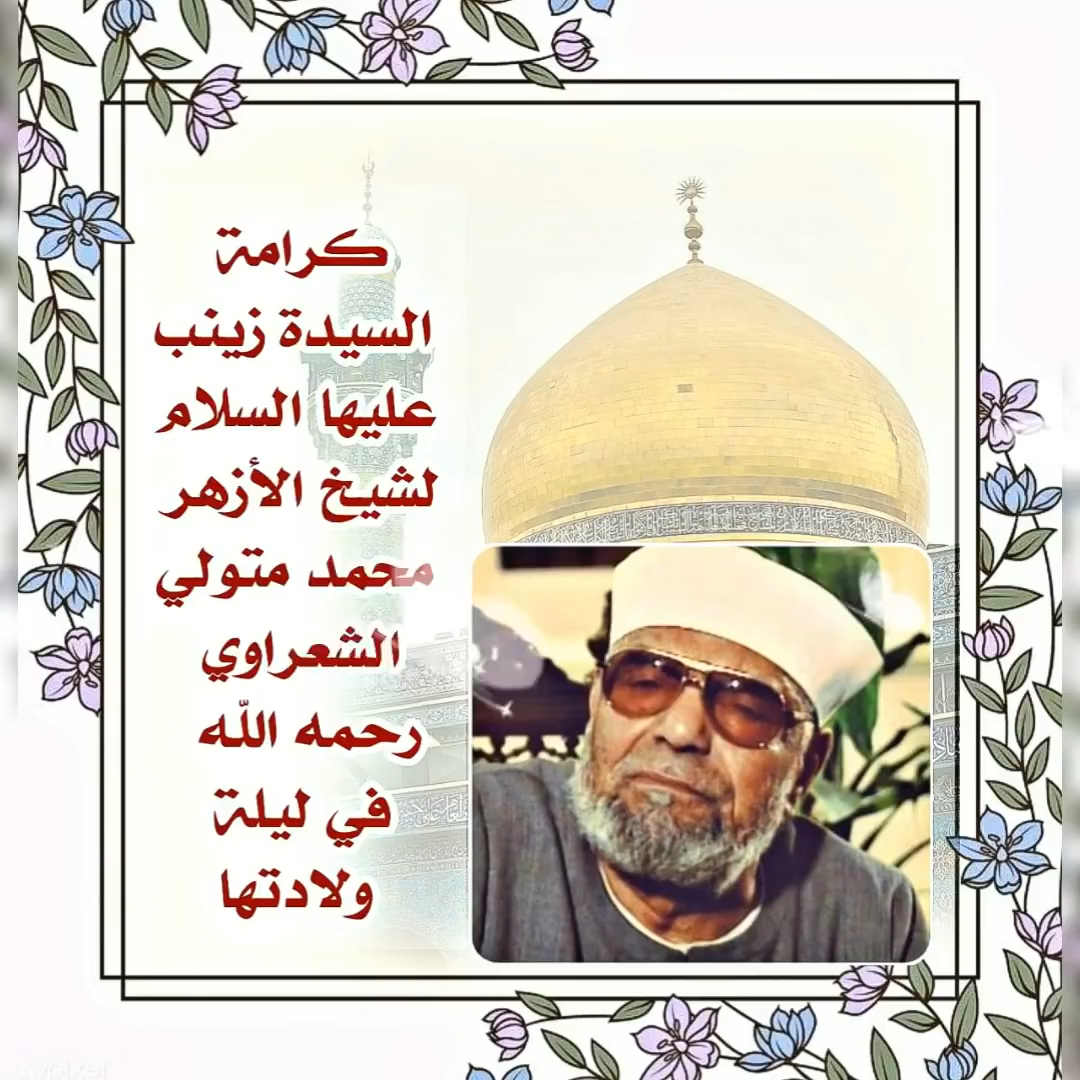 كرامة
السيدة زينب
عليها السلام
لشيخ الأزهر
محمد متولي
الشعراوي
رحمه الله
في ليلة
ولادتها